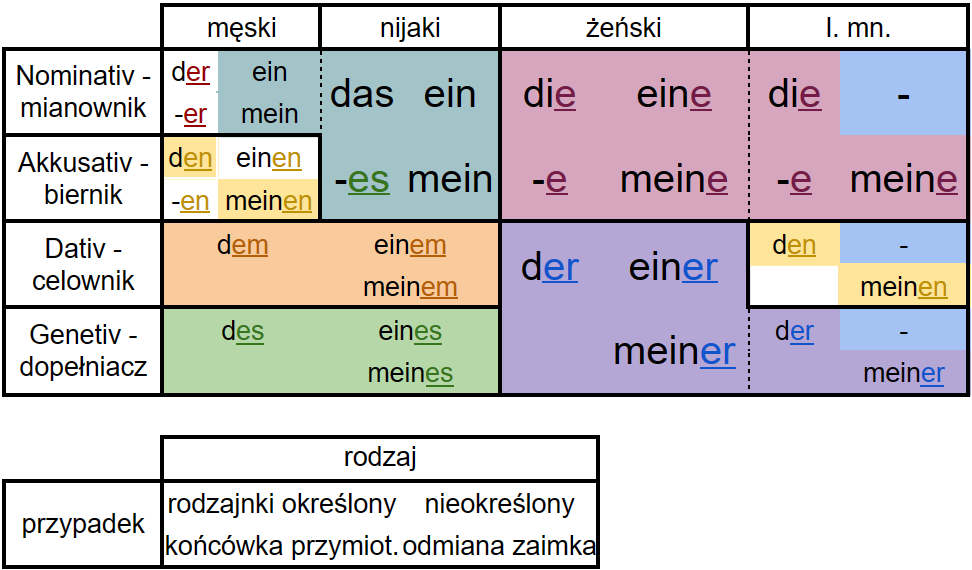 męski nijaki żeński l. mn.
Nominativ - mianownik
der ein das ein die eine die -
-er mein
-es mein -e meine -e meine
Akkusativ - biernik
den einen
-en meinen
Dativ - celownik
dem einem der einer den -
meinem meinen
Genetiv - dopełniacz
des eines meiner der -
meines meiner
rodzaj
przypadek
rodzajnki określony nieokreślony
końcówka przymiot. odmiana zaimka